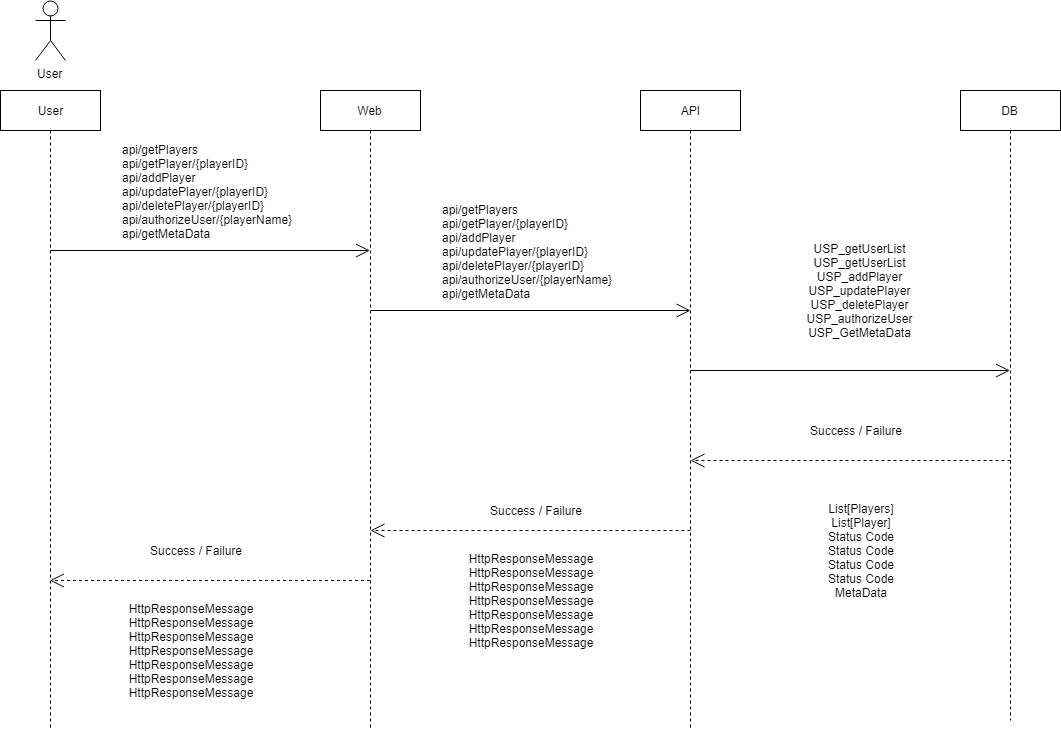 User
User
Web
API
DB
api/getPlayers
api/getPlayer/{playerID}
api/addPlayer
api/updatePlayer/{playerID}
api/deletePlayer/{playerID}
api/authorizeUser/{playerName}
api/getMetaData
api/getPlayers
api/getPlayer/{playerID}
api/addPlayer
api/updatePlayer/{playerID}
api/deletePlayer/{playerID}
api/authorizeUser/{playerName}
api/getMetaData
USP_getUserList
USP_getUserList
USP_addPlayer
USP_updatePlayer
USP_deletePlayer
USP_authorizeUser
USP_GetMetaData
Success / Failure
List[Players]
List[Player]
Status Code
Status Code
Status Code
Status Code
MetaData
Success / Failure
HttpResponseMessage
HttpResponseMessage
HttpResponseMessage
HttpResponseMessage
HttpResponseMessage
HttpResponseMessage
HttpResponseMessage
Success / Failure
HttpResponseMessage
HttpResponseMessage
HttpResponseMessage
HttpResponseMessage
HttpResponseMessage
HttpResponseMessage
HttpResponseMessage